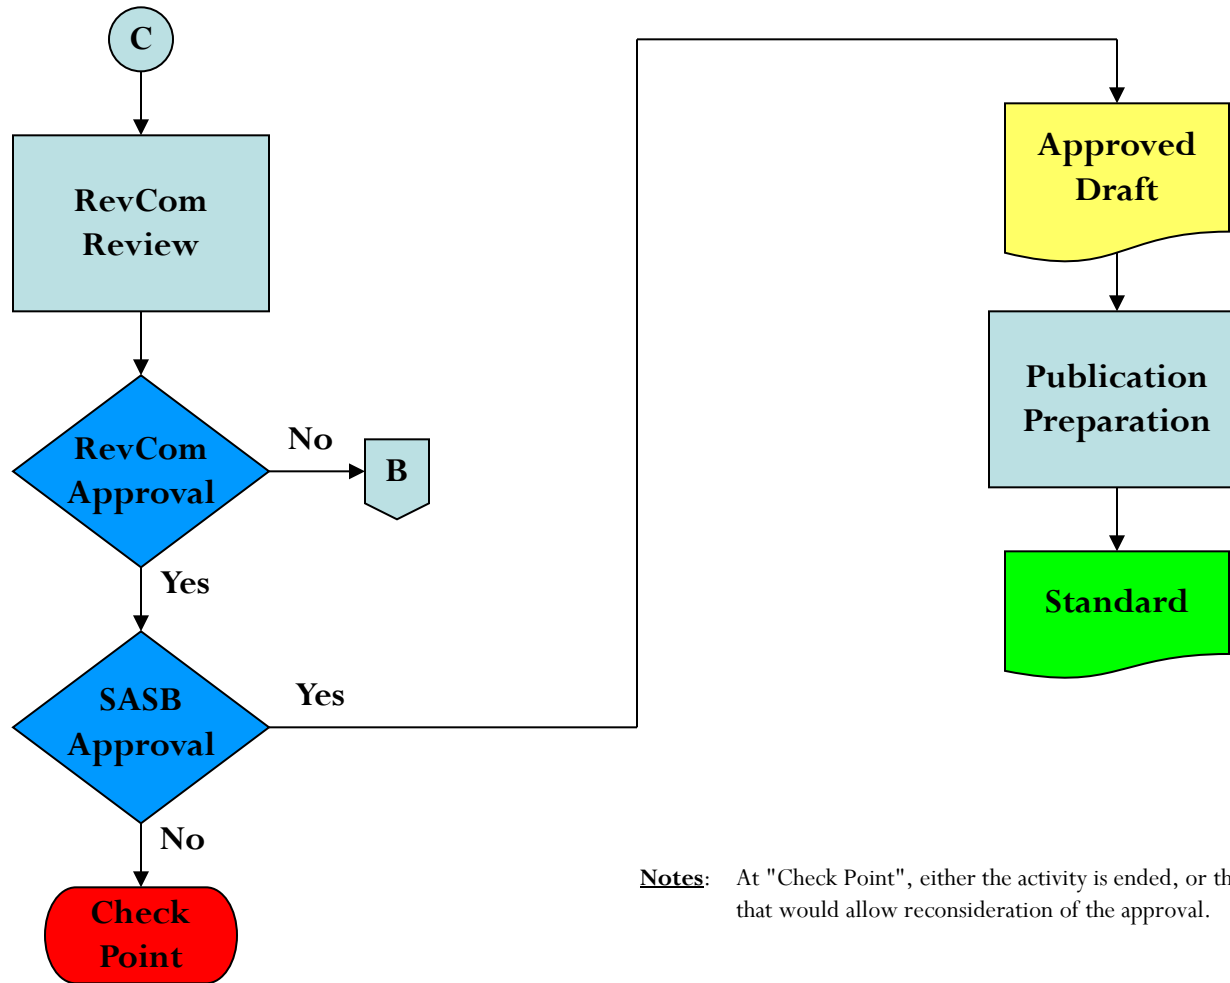 C
RevCom
Review
RevCom
Approval
No
B
Yes
SASB
Approval
Yes
No
Check
Point
Approved
Draft
Publication
Preparation
Standard
Notes: At "Check Point", either the activity is ended, or
that would allow reconsideration of the approval.